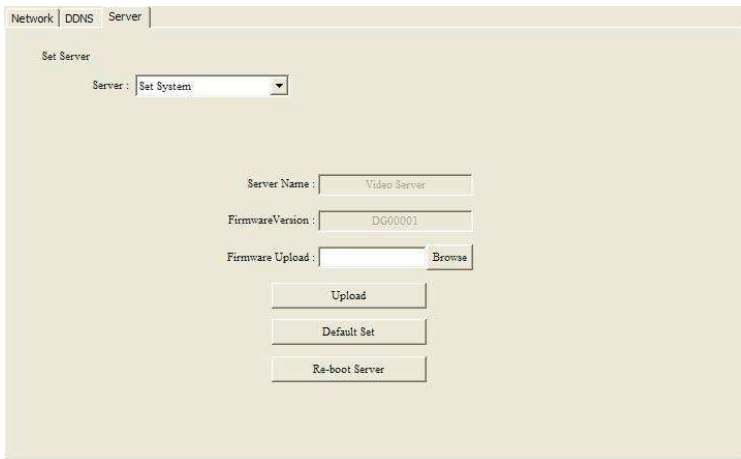 Network DDNS Server
Set Server
Server : Set System
Server Name : Video Server
FirmwareVersion : DG00001
Firmware Upload : Browse
Upload
Default Set
Re-boot Server